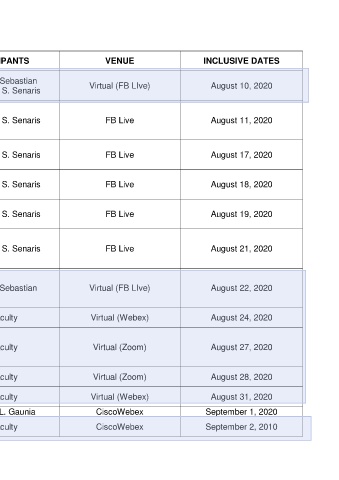 IPANTS VENUE INCLUSIVE DATES
Sebastian
S. Senaris Virtual (FB LIve) August 10, 2020
S. Senaris FB Live August 11, 2020
S. Senaris FB Live August 17, 2020
S. Senaris FB Live August 18, 2020
S. Senaris FB Live August 19, 2020
S. Senaris FB Live August 21, 2020
Sebastian Virtual (FB LIve) August 22, 2020
culty Virtual (Webex) August 24, 2020
culty Virtual (Zoom) August 27, 2020
culty Virtual (Zoom) August 28, 2020
culty Virtual (Webex) August 31, 2020
L. Gaunia CiscoWebex September 1, 2020
culty CiscoWebex September 2, 2010